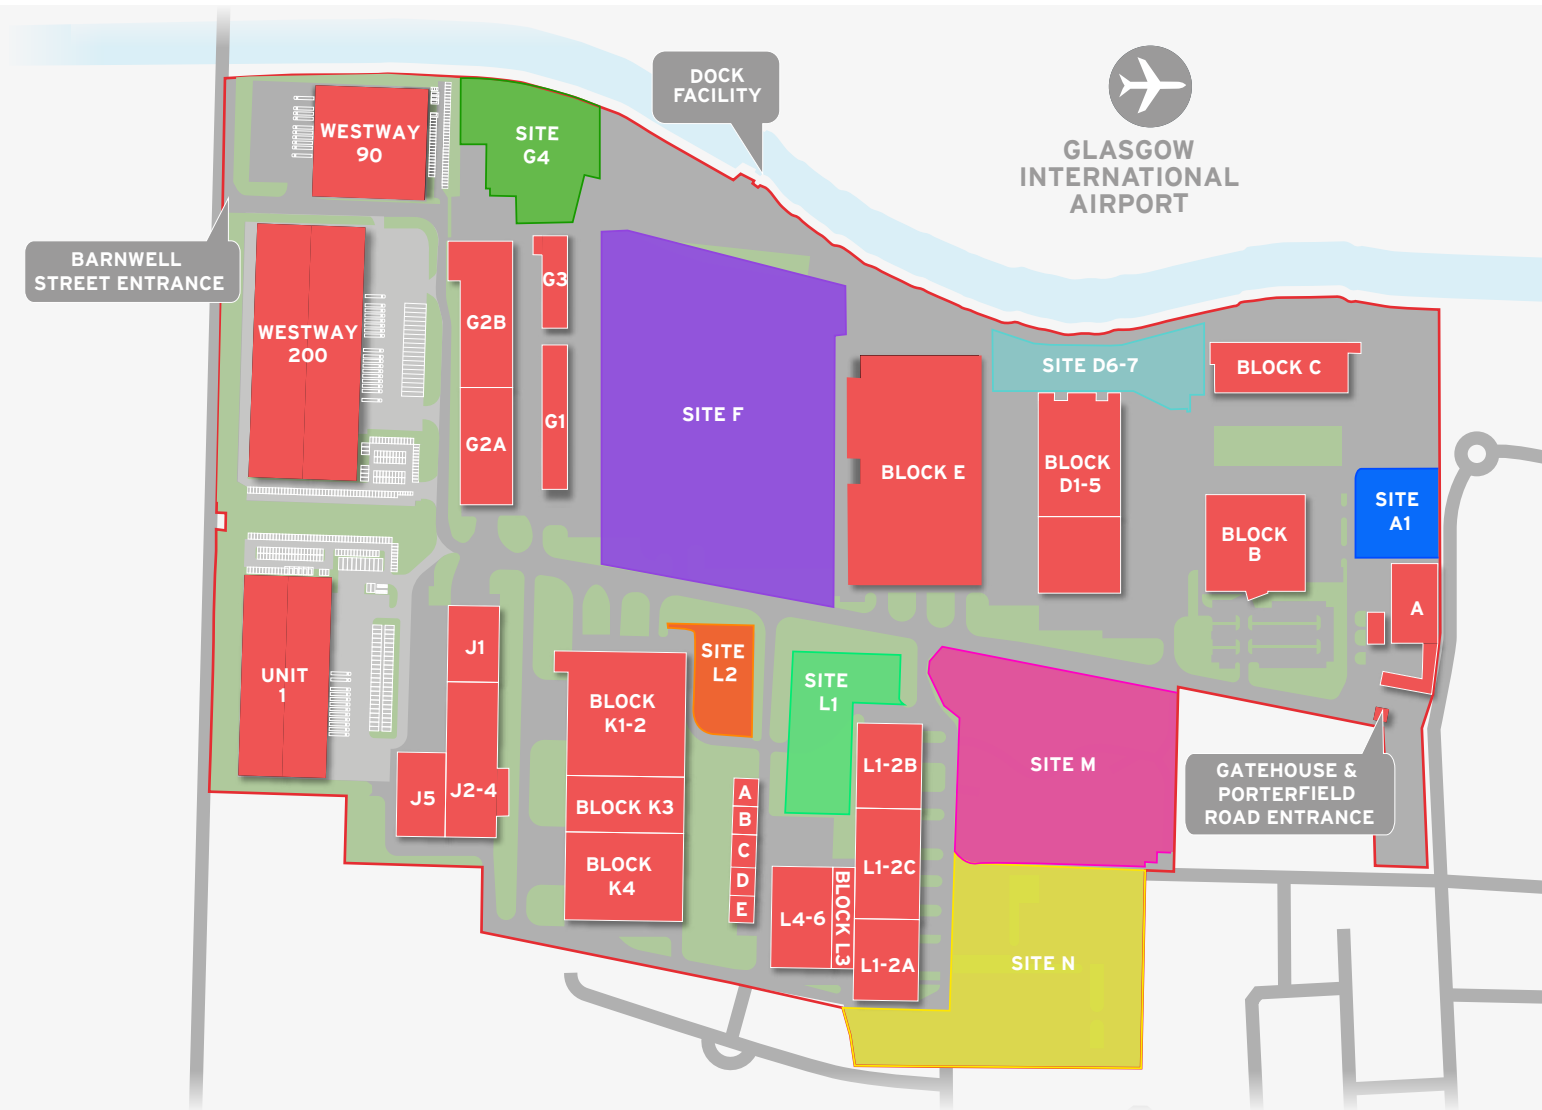 DOCK
FACILITY
GLASGOW
INTERNATIONAL
AIRPORT
WESTWAY
90
SITE
G4
BARNWELL
STREET ENTRANCE
WESTWAY
200
G2B
G3
G2A
G1
SITE F
BLOCK E
SITE D6-7
BLOCK
D1-5
BLOCK C
BLOCK
B
SITE
A1
A
UNIT
1
J1
J2-4
J5
BLOCK
K1-2
BLOCK K3
BLOCK
K4
SITE
L2
SITE
L1
A
B
C
D
E
L1-2B
L1-2C
L1-2A
L4-6
BLOCK L3
SITE M
SITE N
GATEHOUSE &
PORTERFIELD
ROAD ENTRANCE